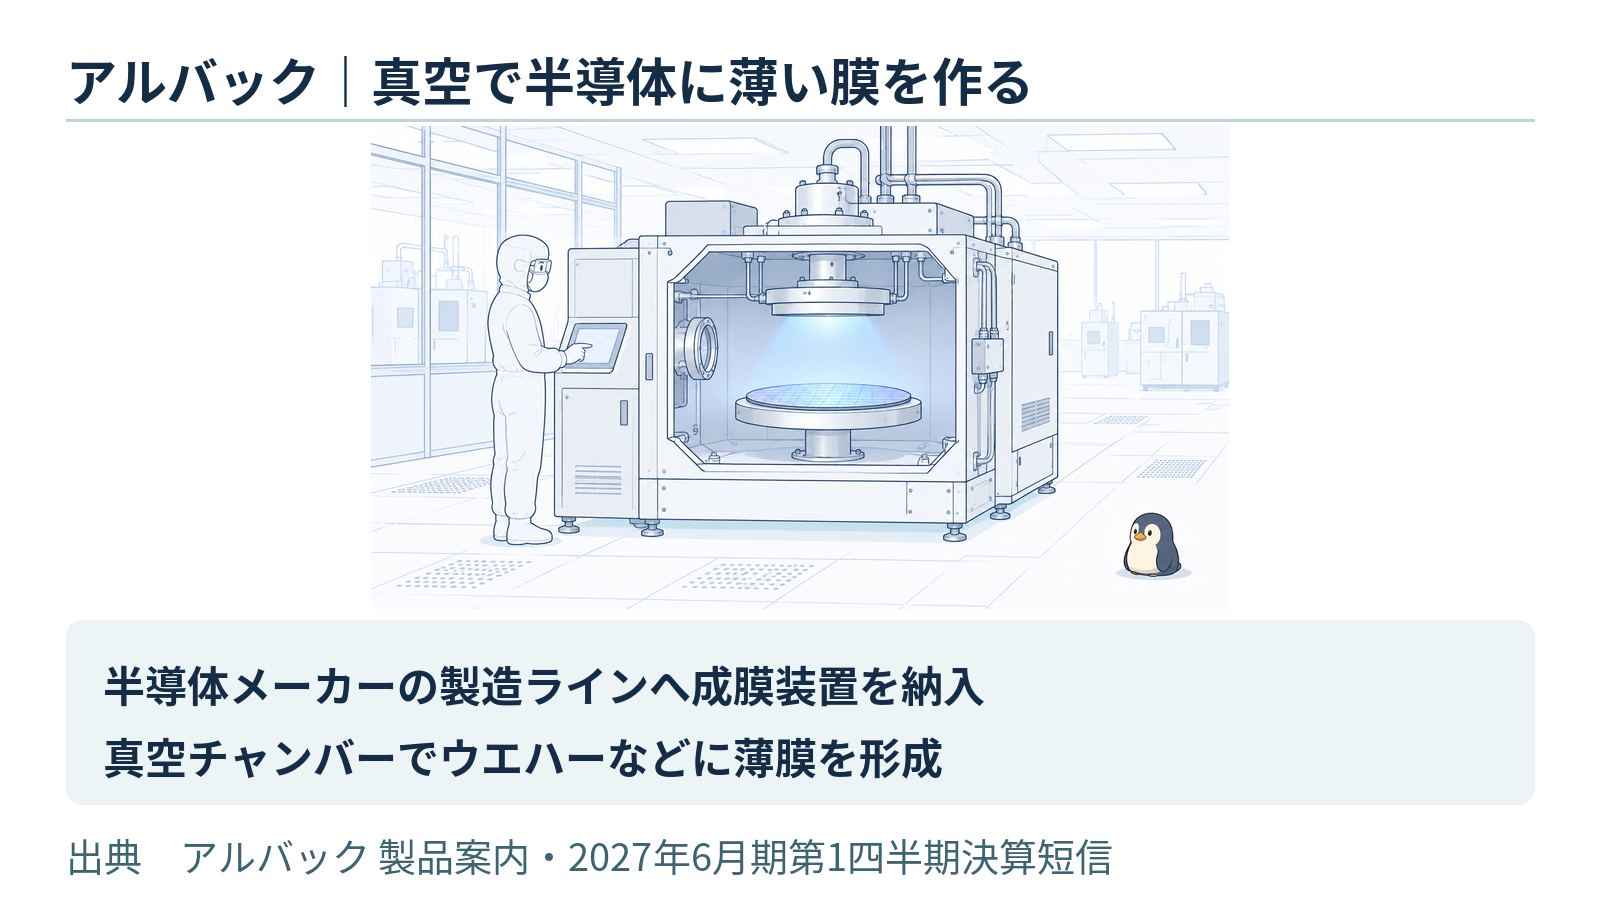 アルバック｜真空で半導体に薄い膜を作る
半導体メーカーの製造ラインへ成膜装置を納入
真空チャンバーでウエハーなどに薄膜を形成
出典　アルバック 製品案内・2027年6月期第1四半期決算短信